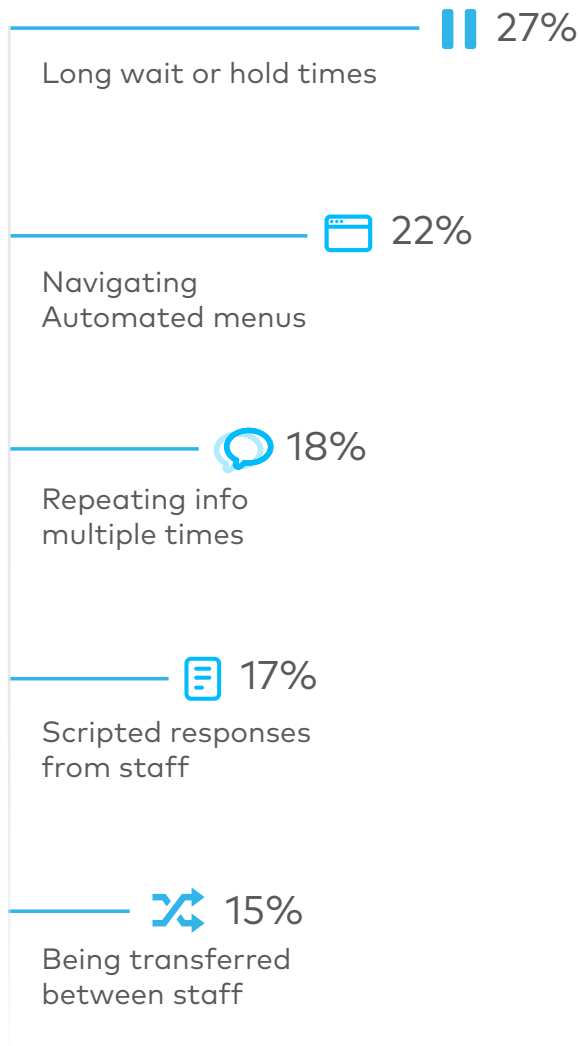 27%
Long wait or hold times
22%
Navigating
Automated menus
18%
Repeating info
multiple times
17%
Scripted responses
from staff
15%
Being transferred
between staff